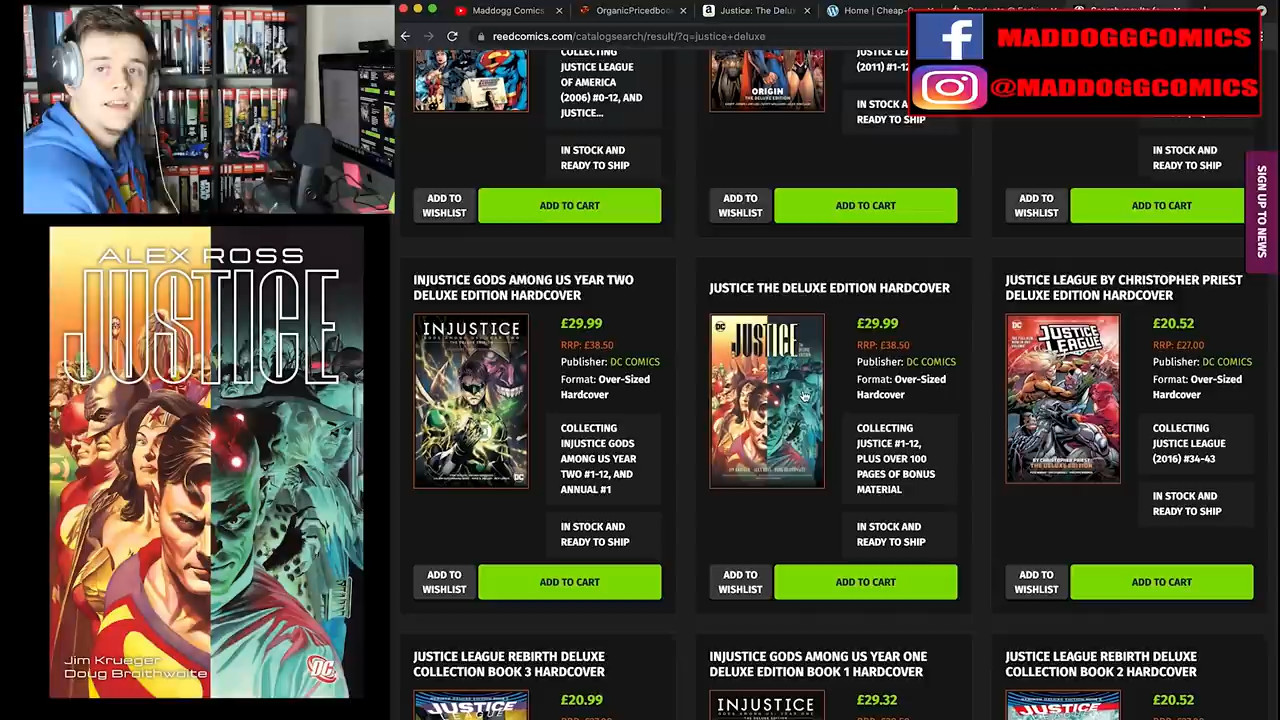 Maddogg Comics
Justice: The Delu
Home | Cheap-
MADDOGGCOMICS
@MADDOGGCOMICS
reedcomics.com/catalogsearch/result/?q=justice+deluxe
COLLECTING
JUSTICE LEAGUE
OF AMERICA
(2006) #0-12, AND
JUSTICE...
IN STOCK AND
READY TO SHIP
ADD TO
WISHLIST
ADD TO CART
ORIGIN
THE DELUXE EDITION
JUSTICE LEA
(2011) #1-12
IN STOCK A
READY TO SHIP
ADD TO
WISHLIST
ADD TO CART
IN STOCK AND
READY TO SHIP
ADD TO
WISHLIST
ADD TO CART
SIGN UP TO NEWS
ALEX ROSS
JUSTICE
Jim Krueger
Doug Braithwaite
DC
INJUSTICE GODS AMONG US YEAR TWO
DELUXE EDITION HARDCOVER
INJUSTICE
£29.99
RRP: £38.50
Publisher: DC COMICS
Format: Over-Sized
Hardcover
COLLECTING
INJUSTICE GODS
AMONG US YEAR
TWO #1-12, AND
ANNUAL #1
IN STOCK AND
READY TO SHIP
ADD TO
WISHLIST
ADD TO CART
JUSTICE THE DELUXE EDITION HARDCOVER
DC
JUSTICE
£29.99
RRP: £38.50
Publisher: DC COMICS
Format: Over-Sized
Hardcover
COLLECTING
JUSTICE #1-12,
PLUS OVER 100
PAGES OF BONUS
MATERIAL
IN STOCK AND
READY TO SHIP
ADD TO
WISHLIST
ADD TO CART
JUSTICE LEAGUE BY CHRISTOPHER PRIEST
DELUXE EDITION HARDCOVER
JUSTICE
LEAGUE
£20.52
RRP: £27.00
Publisher: DC COMICS
Format: Over-Sized
Hardcover
COLLECTING
JUSTICE LEAGUE
(2016) #34-43
IN STOCK AND
READY TO SHIP
ADD TO
WISHLIST
ADD TO CART
JUSTICE LEAGUE REBIRTH DELUXE
COLLECTION BOOK 3 HARDCOVER
JUSTICE
£20.99
INJUSTICE GODS AMONG US YEAR ONE
DELUXE EDITION BOOK 1 HARDCOVER
INJUSTICE
£29.32
JUSTICE LEAGUE REBIRTH DELUXE
COLLECTION BOOK 2 HARDCOVER
JUSTICE
£20.52